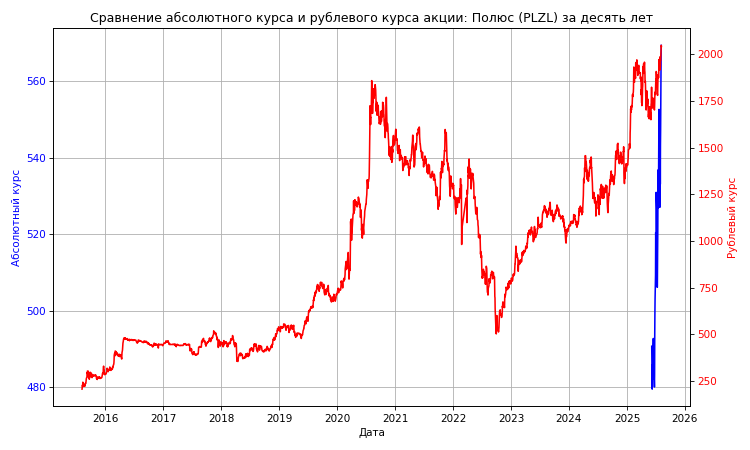 Сравнение абсолютного курса и рублевого курса акции: Полюс (PLZL) за десять лет
Абсолютный курс
560
540
520
500
480
2000
1750
1500
1250
1000
750
500
250
Рублевый курс
2016 2017 2018 2019 2020 2021 2022 2023 2024 2025 2026
Дата